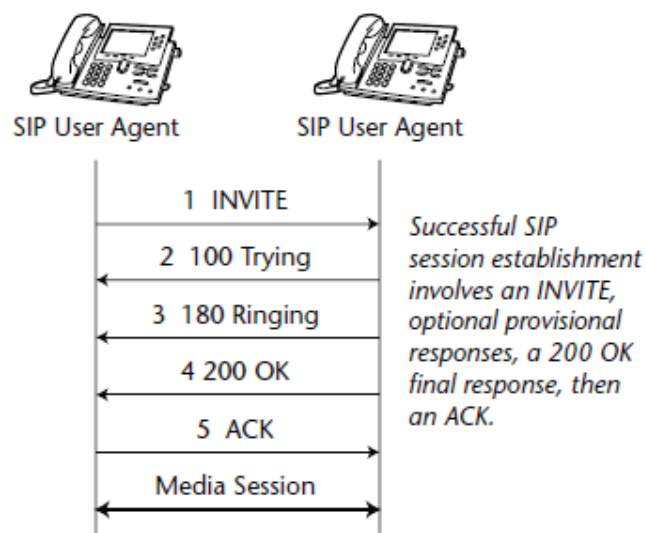 SIP User Agent
SIP User Agent
1 INVITE
2 100 Trying
3 180 Ringing
4 200 OK
5 ACK
Media Session
Successful SIP
session establishment
involves an INVITE,
optional provisional
responses, a 200 OK
final response, then
an ACK.